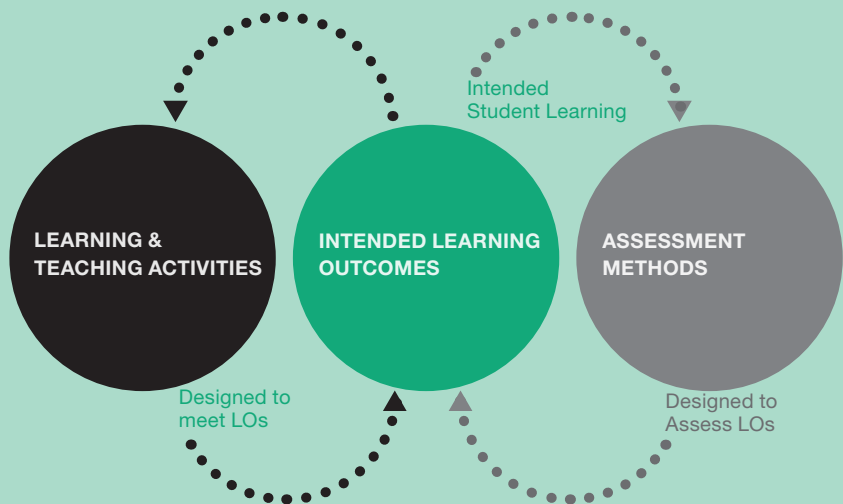 Intended
Student Learning
LEARNING &
TEACHING ACTIVITIES
INTENDED LEARNING
OUTCOMES
ASSESSMENT
METHODS
Designed to
meet LOs
Designed to
Assess LOs